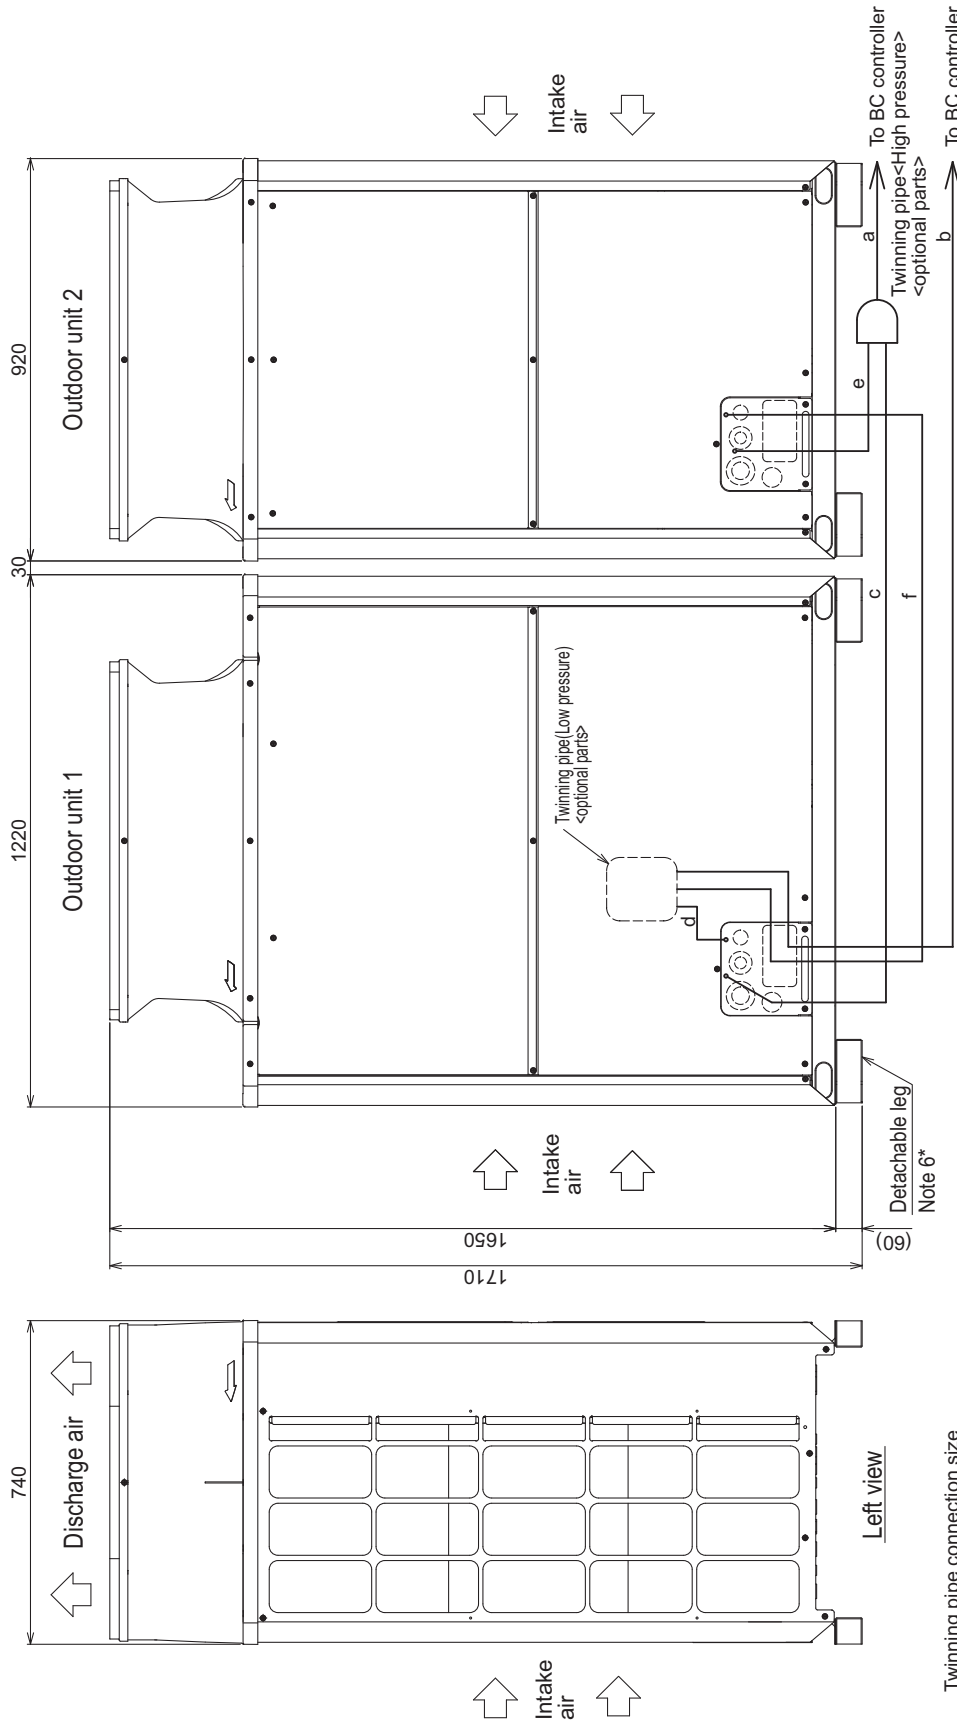 740
Discharge air
Intake
air
Left view
Twinning pipe connection size
1710
1650
(60)
1220
30
920
Outdoor unit 1
Outdoor unit 2
Intake
air
Intake
air
Detachable leg
Note 6*
Twinning pipe(Low pressure)
<optional parts>
d
c
f
e
a
To BC controller
Twinning pipe<High pressure>
<optional parts>
b
To BC controller